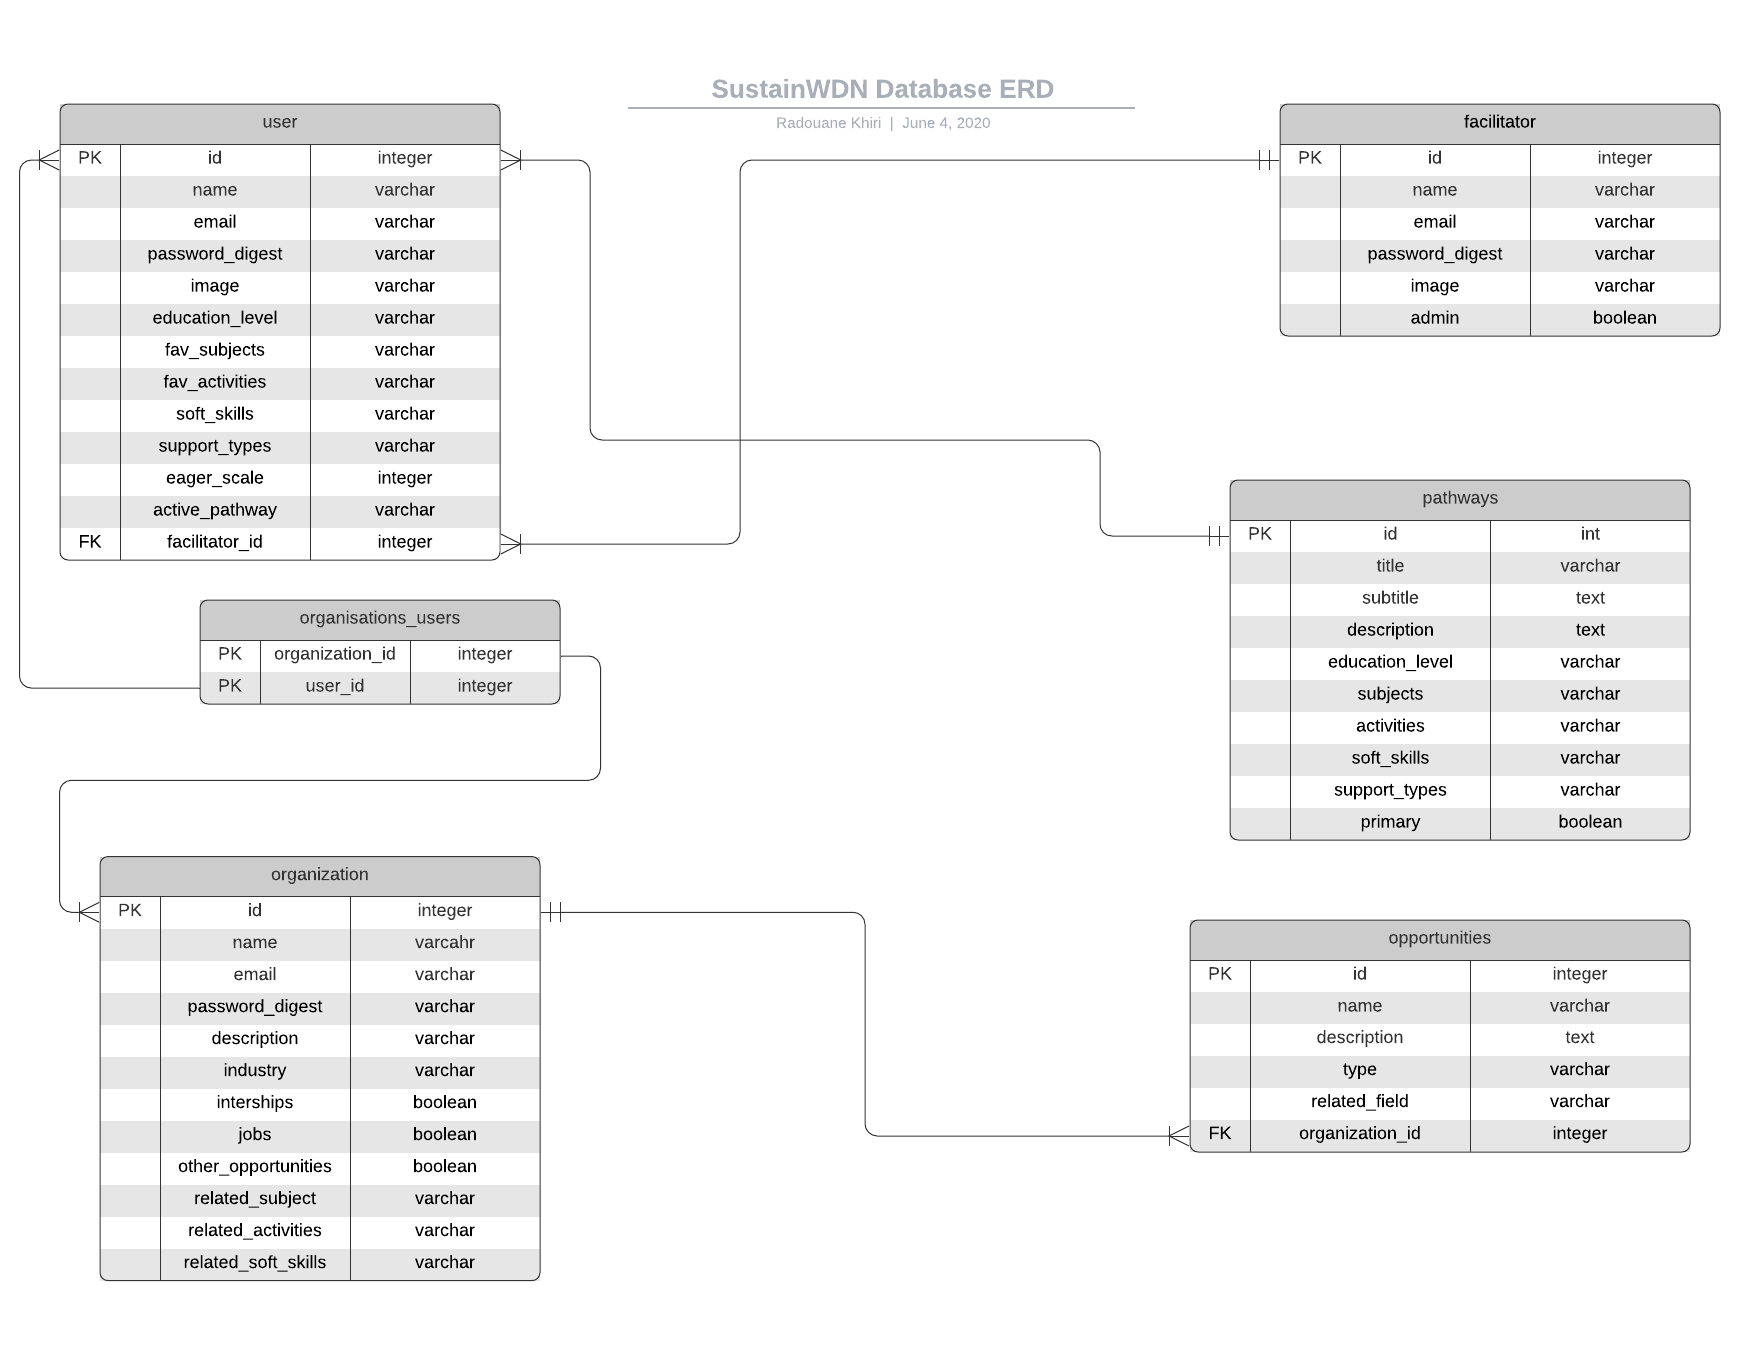 SustainWDN Database ERD
Radouane Khiri | June 4, 2020
user
PK id integer
name varchar
email varchar
password_digest varchar
image varchar
education_level varchar
fav_subjects varchar
fav_activities varchar
soft_skills varchar
support_types varchar
eager_scale integer
active_pathway varchar
FK facilitator_id integer
facilitator
PK id integer
name varchar
email varchar
password_digest varchar
image varchar
admin boolean
pathways
PK id int
title varchar
subtitle text
description text
education_level varchar
subjects varchar
activities varchar
soft_skills varchar
support_types varchar
primary boolean
organisations_users
PK organization_id integer
PK user_id integer
organization
PK id integer
name varcahr
email varchar
password_digest varchar
description varchar
industry varchar
interships boolean
jobs boolean
other_opportunities boolean
related_subject varchar
related_activities varchar
related_soft_skills varchar
opportunities
PK id integer
name varchar
description text
type varchar
related_field varchar
FK organization_id integer